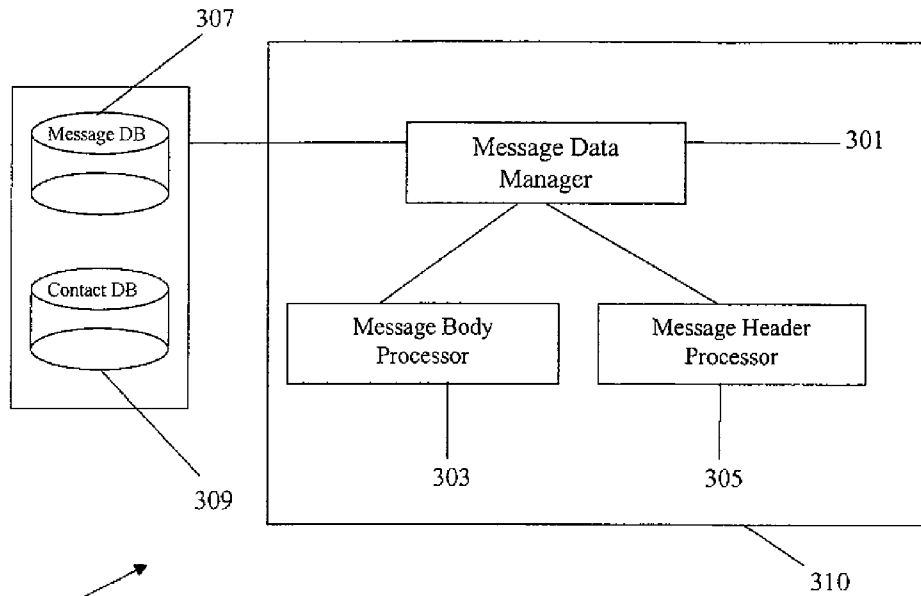 307
Message DB
Contact DB
309
Message Data
Manager
301
Message Body
Processor
Message Header
Processor
303
305
310